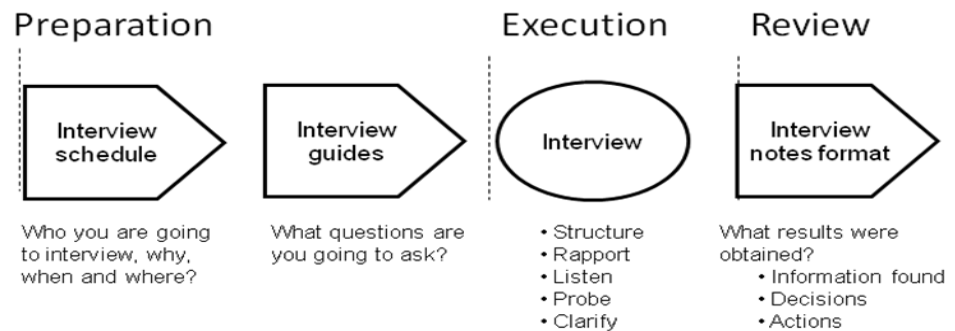 Preparation
Execution
Review
Interview
schedule
Interview
guides
Interview
Interview
notes format
Who you are going
to interview, why,
when and where?
What questions are
you going to ask?
• Structure
• Rapport
• Listen
• Probe
• Clarify
What results were
obtained?
• Information found
• Decisions
• Actions